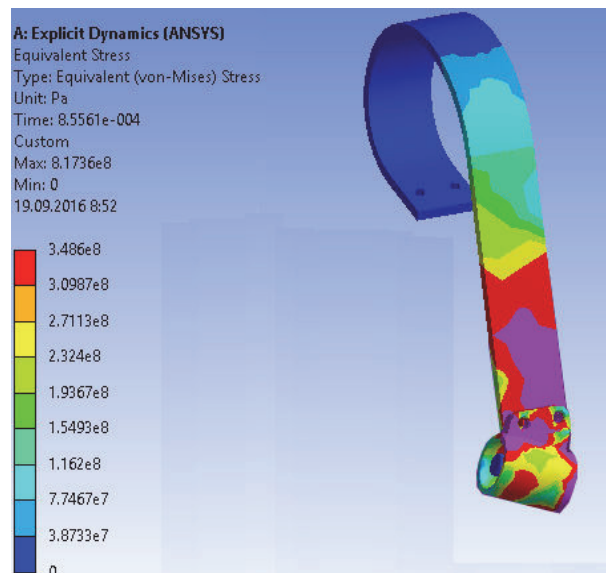 A: Explicit Dynamics (ANSYS)
Equivalent Stress
Type: Equivalent (von-Mises) Stress
Unit: Pa
Time: 8.5561e-004
Custom
Max: 8.1736e8
Min: 0
19.09.2016 8:52
3.486e8
3.0987e8
2.7113e8
2.324e8
1.9367e8
1.5493e8
1.162e8
7.7467e7
3.8733e7
0